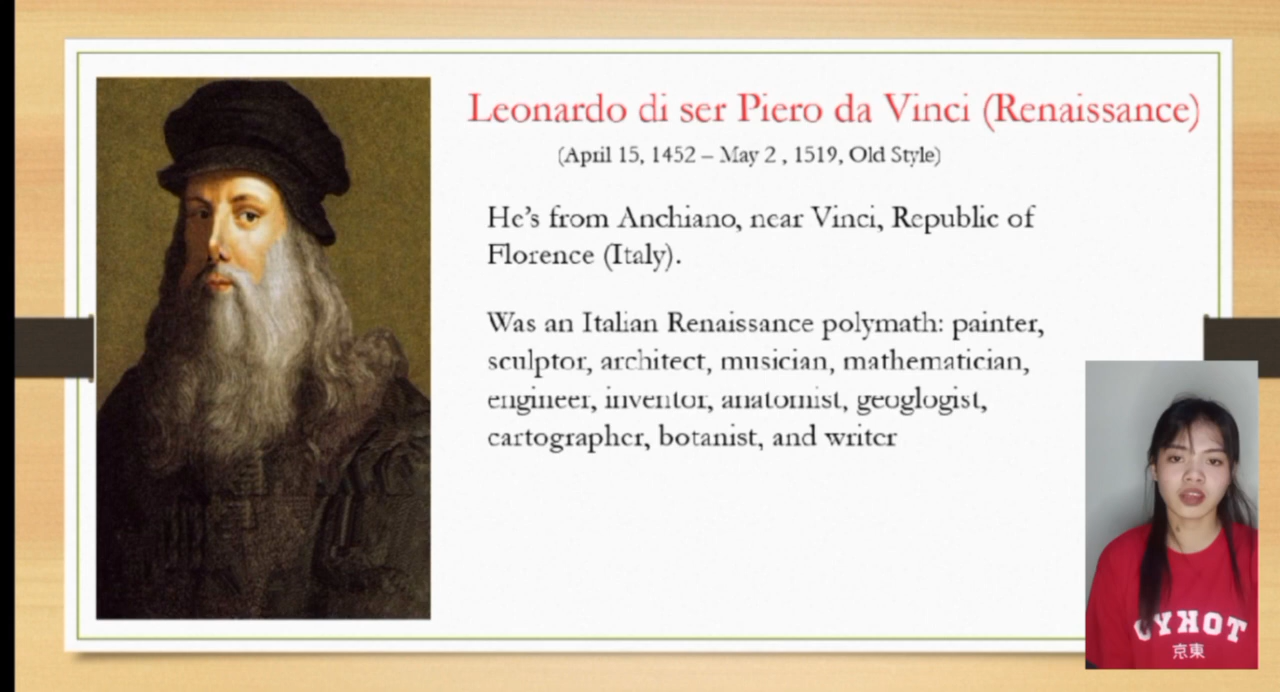 Leonardo di ser Piero da Vinci (Renaissance)
(April 15, 1452 – May 2 , 1519, Old Style)
He’s from Anchiano, near Vinci, Republic of
Florence (Italy).
Was an Italian Renaissance polymath: painter,
sculptor, architect, musician, mathematician,
engineer, inventor, anatomist, geoglogist,
cartographer, botanist, and writer
OYKOT
京東